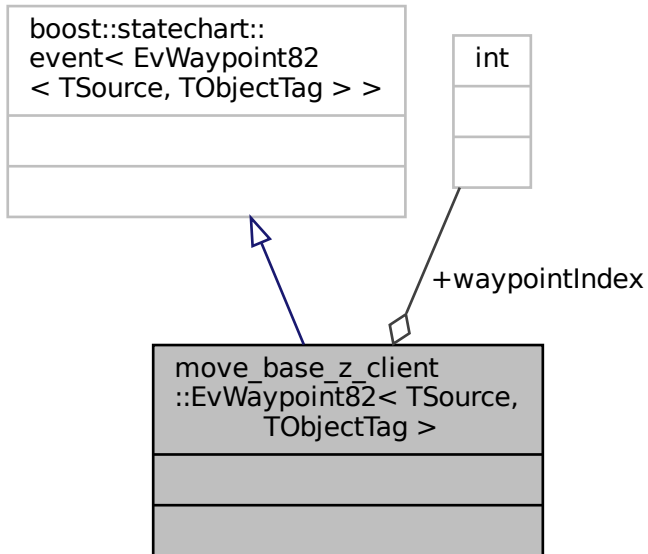 boost::statechart::
event< EvWaypoint82
< TSource, TObjectTag > >
int
+waypointIndex
move_base_z_client
::EvWaypoint82< TSource,
TObjectTag >